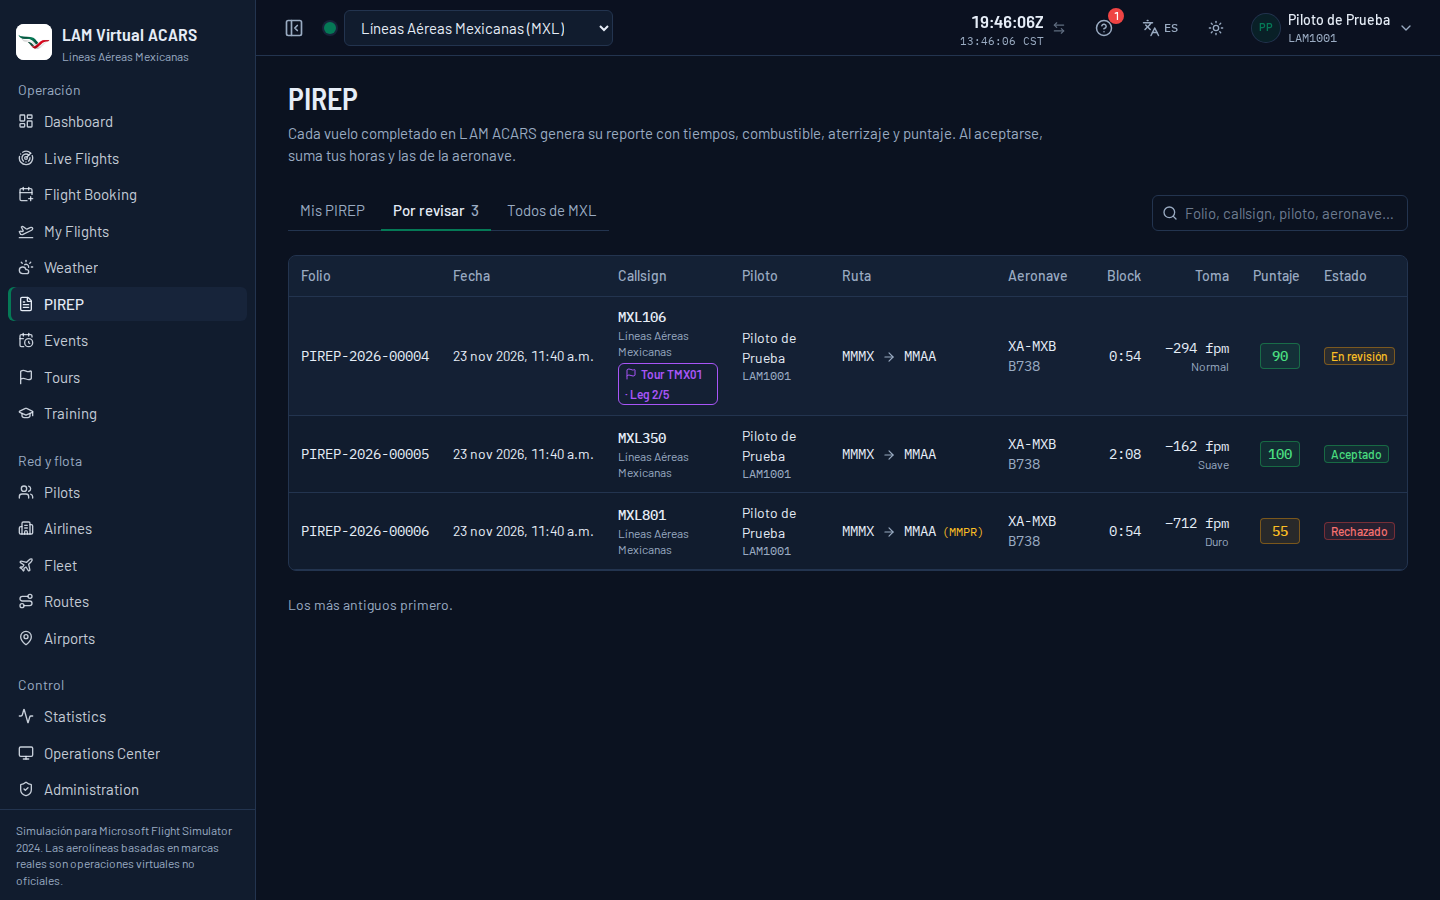 LAM Virtual ACARS
Líneas Aéreas Mexicanas
Operación
Dashboard
Live Flights
Flight Booking
My Flights
Weather
PIREP
Events
Tours
Training
Red y flota
Pilots
Airlines
Fleet
Routes
Airports
Control
Statistics
Operations Center
Administration
Simulación para Microsoft Flight Simulator
2024. Las aerolíneas basadas en marcas
reales son operaciones virtuales no
oficiales.
Líneas Aéreas Mexicanas (MXL)
19:46:06Z
13:46:06 CST
1
ES
PP
Piloto de Prueba
LAM1001
PIREP
Cada vuelo completado en LAM ACARS genera su reporte con tiempos, combustible, aterrizaje y puntaje. Al aceptarse,
suma tus horas y las de la aeronave.
Mis PIREP Por revisar 3 Todos de MXL
Folio, callsign, piloto, aeronave…
Folio Fecha Callsign Piloto Ruta Aeronave Block Toma Puntaje Estado
PIREP-2026-00004
23 nov 2026, 11:40 a.m.
MXL106
Líneas Aéreas
Mexicanas
Tour TMX01
· Leg 2/5
Piloto de
Prueba
LAM1001
MMMX → MMAA
XA-MXB
B738
0:54
−294 fpm
Normal
90
En revisión
PIREP-2026-00005
23 nov 2026, 11:40 a.m.
MXL350
Líneas Aéreas
Mexicanas
Piloto de
Prueba
LAM1001
MMMX → MMAA
XA-MXB
B738
2:08
−162 fpm
Suave
100
Aceptado
PIREP-2026-00006
23 nov 2026, 11:40 a.m.
MXL801
Líneas Aéreas
Mexicanas
Piloto de
Prueba
LAM1001
MMMX → MMAA (MMPR)
XA-MXB
B738
0:54
−712 fpm
Duro
55
Rechazado
Los más antiguos primero.